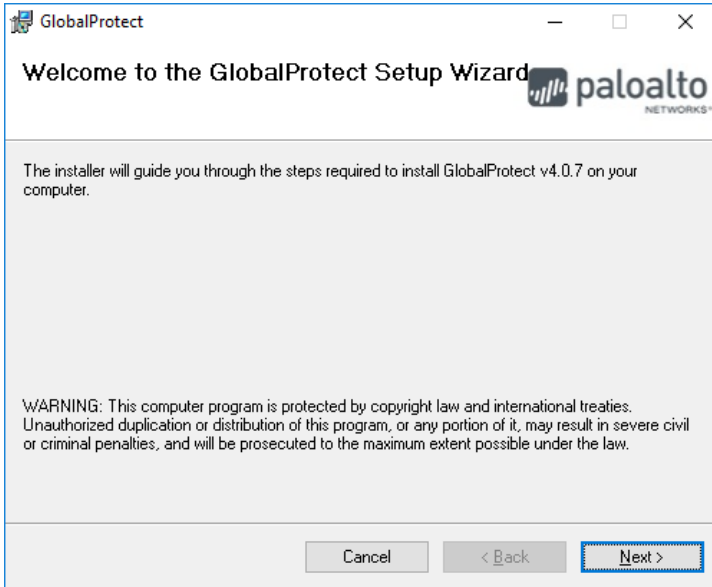 GlobalProtect
Welcome to the GlobalProtect Setup Wizard
paloalto
NETWORKS®
The installer will guide you through the steps required to install GlobalProtect v4.0.7 on your
computer.
WARNING: This computer program is protected by copyright law and international treaties.
Unauthorized duplication or distribution of this program, or any portion of it, may result in severe civil
or criminal penalties, and will be prosecuted to the maximum extent possible under the law.
Cancel < Back Next >